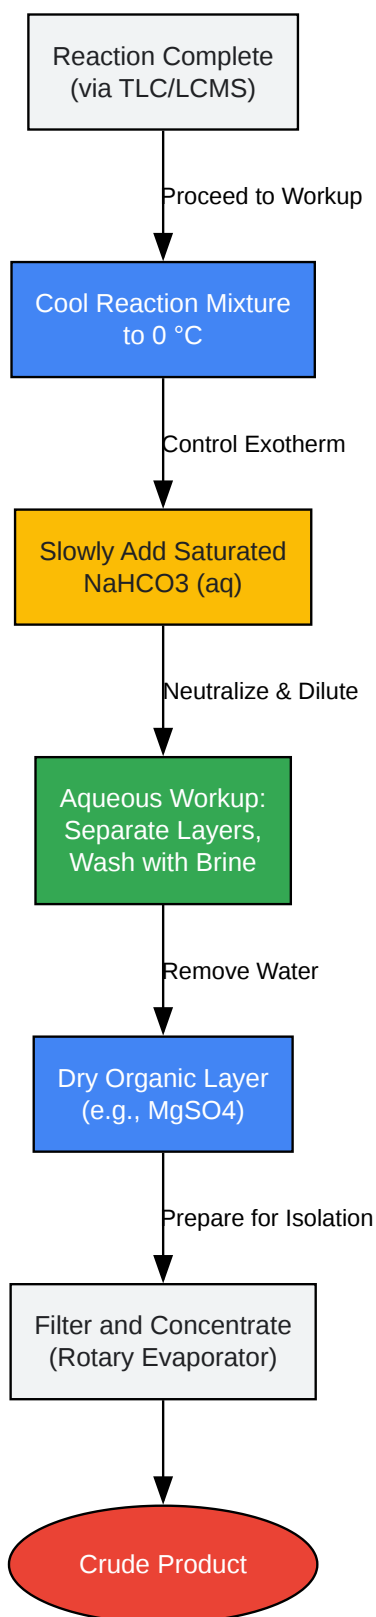 Reaction Complete
(via TLC/LCMS)
Proceed to Workup
Cool Reaction Mixture
to 0 °C
Control Exotherm
Slowly Add Saturated
NaHCO3 (aq)
Neutralize & Dilute
Aqueous Workup:
Separate Layers,
Wash with Brine
Remove Water
Dry Organic Layer
(e.g., MgSO4)
Prepare for Isolation
Filter and Concentrate
(Rotary Evaporator)
Crude Product